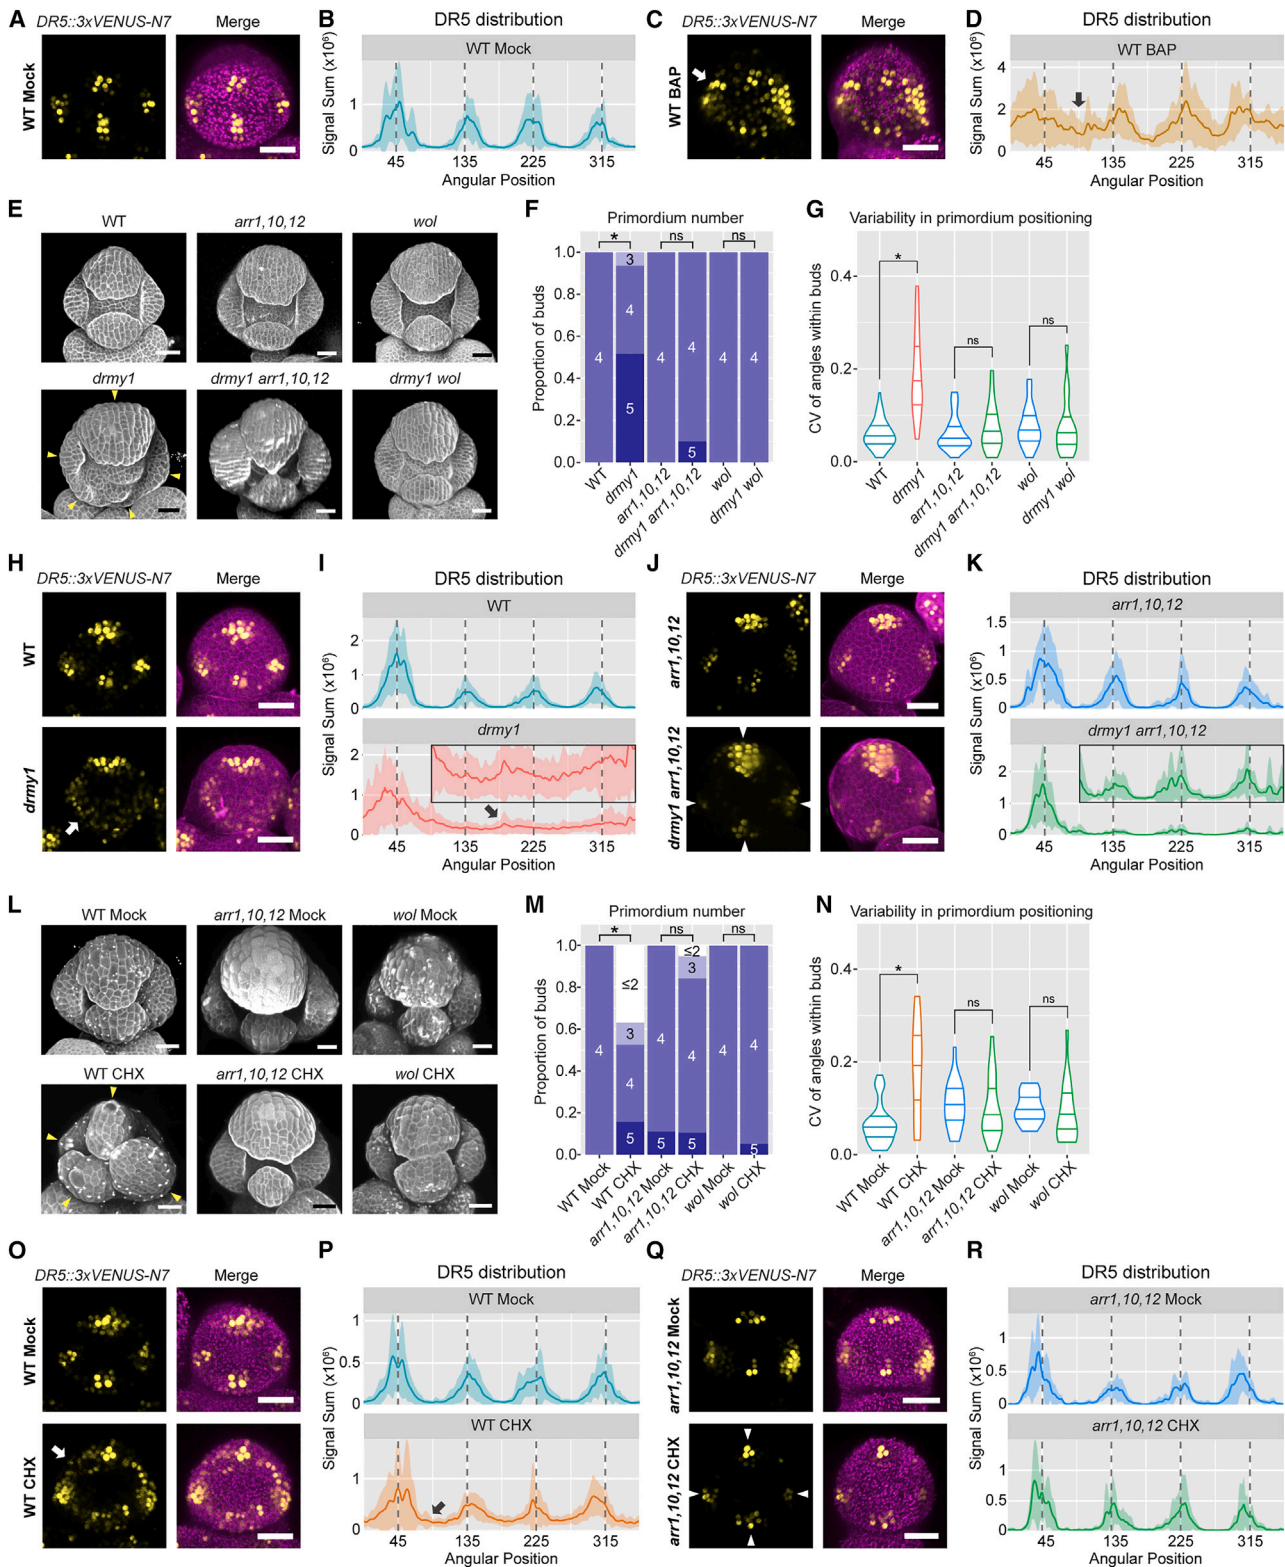 A
DR5::3xVENUS-N7
Merge
WT Mock
B
DR5 distribution
WT Mock
Signal Sum (x10⁶)
1
0
45
135
225
315
Angular Position
C
DR5::3xVENUS-N7
Merge
WT BAP
D
DR5 distribution
WT BAP
Signal Sum (x10⁶)
4
2
0
45
135
225
315
Angular Position
E
WT
arr1,10,12
wol
drmy1
drmy1 arr1,10,12
drmy1 wol
F
Primordium number
*
ns
ns
Proportion of buds
1.0
0.8
0.6
0.4
0.2
0.0
4
3
4
5
4
4
5
4
4
WT
drmy1
arr1,10,12
drmy1 arr1,10,12
wol
drmy1 wol
G
Variability in primordium positioning
CV of angles within buds
0.4
0.2
0.0
*
ns
ns
WT
drmy1
arr1,10,12
drmy1 arr1,10,12
wol
drmy1 wol
H
DR5::3xVENUS-N7
Merge
WT
drmy1
I
DR5 distribution
WT
Signal Sum (x10⁶)
2
1
0
drmy1
2
1
0
45
135
225
315
Angular Position
J
DR5::3xVENUS-N7
Merge
arr1,10,12
drmy1 arr1,10,12
K
DR5 distribution
arr1,10,12
Signal Sum (x10⁶)
1.5
1
0.5
0
drmy1 arr1,10,12
2
1
0
45
135
225
315
Angular Position
L
WT Mock
arr1,10,12 Mock
wol Mock
WT CHX
arr1,10,12 CHX
wol CHX
M
Primordium number
*
ns
ns
Proportion of buds
1.0
0.8
0.6
0.4
0.2
0.0
4
≤2
3
4
5
4
5
≤2
3
4
5
4
4
5
WT Mock
WT CHX
arr1,10,12 Mock
arr1,10,12 CHX
wol Mock
wol CHX
N
Variability in primordium positioning
CV of angles within buds
0.4
0.2
0.0
*
ns
ns
WT Mock
WT CHX
arr1,10,12 Mock
arr1,10,12 CHX
wol Mock
wol CHX
O
DR5::3xVENUS-N7
Merge
WT Mock
WT CHX
P
DR5 distribution
WT Mock
Signal Sum (x10⁶)
1
0.5
0
WT CHX
1
0
45
135
225
315
Angular Position
Q
DR5::3xVENUS-N7
Merge
arr1,10,12 Mock
arr1,10,12 CHX
R
DR5 distribution
arr1,10,12 Mock
Signal Sum (x10⁶)
1
0.5
0
arr1,10,12 CHX
1
0.5
0
45
135
225
315
Angular Position